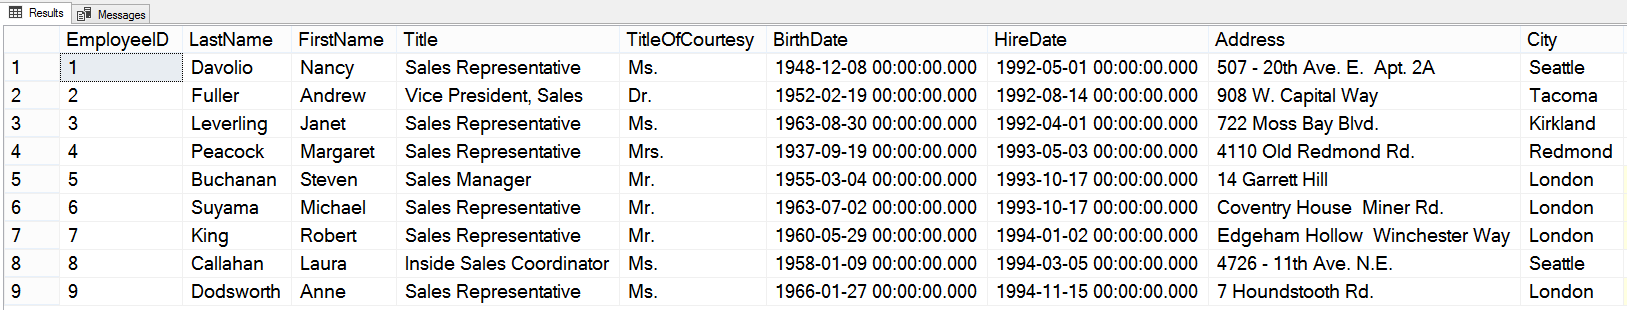 Results Messages
EmployeeID LastName FirstName Title TitleOfCourtesy BirthDate HireDate Address City
1 1 Davolio Nancy Sales Representative Ms. 1948-12-08 00:00:00.000 1992-05-01 00:00:00.000 507 - 20th Ave. E.  Apt. 2A Seattle
2 2 Fuller Andrew Vice President, Sales Dr. 1952-02-19 00:00:00.000 1992-08-14 00:00:00.000 908 W. Capital Way Tacoma
3 3 Leverling Janet Sales Representative Ms. 1963-08-30 00:00:00.000 1992-04-01 00:00:00.000 722 Moss Bay Blvd. Kirkland
4 4 Peacock Margaret Sales Representative Mrs. 1937-09-19 00:00:00.000 1993-05-03 00:00:00.000 4110 Old Redmond Rd. Redmond
5 5 Buchanan Steven Sales Manager Mr. 1955-03-04 00:00:00.000 1993-10-17 00:00:00.000 14 Garrett Hill London
6 6 Suyama Michael Sales Representative Mr. 1963-07-02 00:00:00.000 1993-10-17 00:00:00.000 Coventry House  Miner Rd. London
7 7 King Robert Sales Representative Mr. 1960-05-29 00:00:00.000 1994-01-02 00:00:00.000 Edgeham Hollow  Winchester Way London
8 8 Callahan Laura Inside Sales Coordinator Ms. 1958-01-09 00:00:00.000 1994-03-05 00:00:00.000 4726 - 11th Ave. N.E. Seattle
9 9 Dodsworth Anne Sales Representative Ms. 1966-01-27 00:00:00.000 1994-11-15 00:00:00.000 7 Houndstooth Rd. London